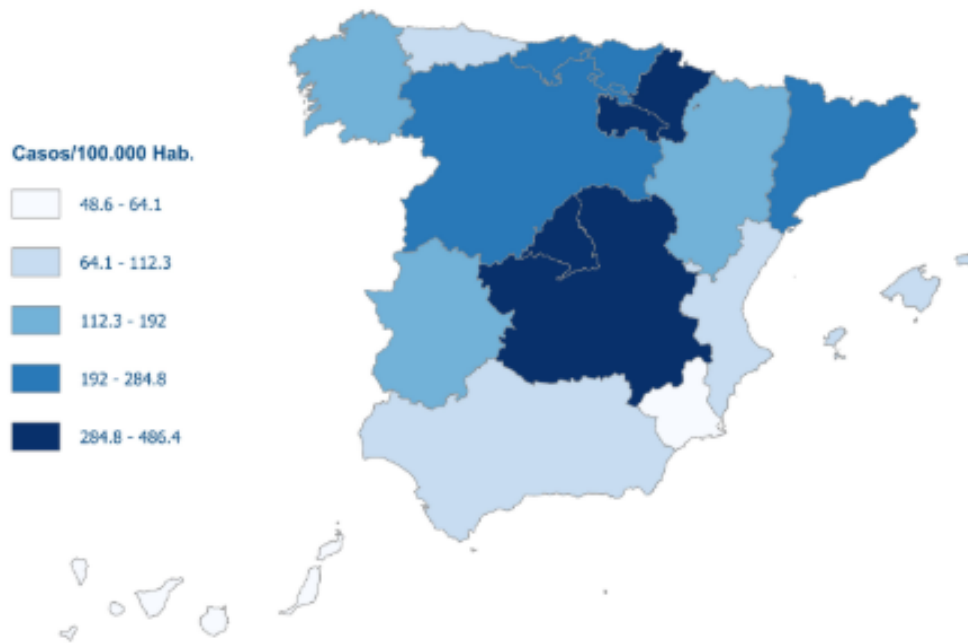 Casos/100.000 Hab.
48.6 - 64.1
64.1 - 112.3
112.3 - 192
192 - 284.8
284.8 - 486.4